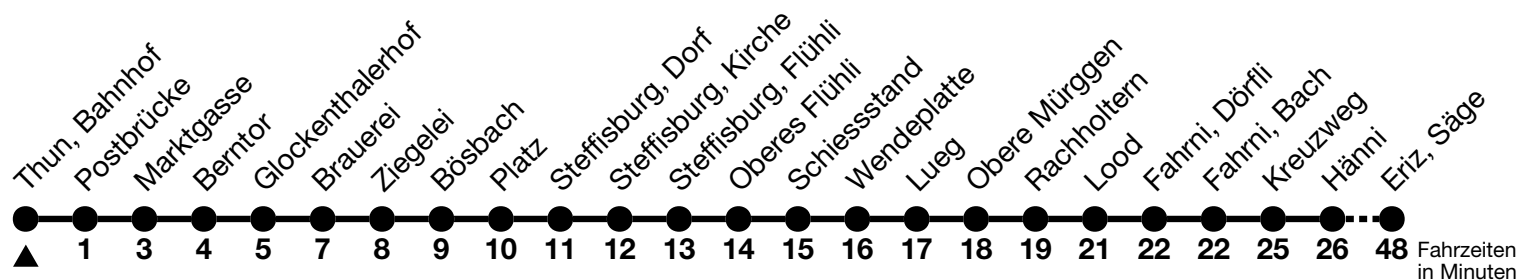 Thun, Bahnhof
Postbrücke
Marktgasse
Berntor
Glockenthalerhof
Brauerei
Ziegelei
Bösbach
Platz
Steffisburg, Dorf
Steffisburg, Kirche
Steffisburg, Flühli
Oberes Flühli
Schiessstand
Wendeplatte
Lueg
Obere Mürggen
Rachholtern
Lood
Fahrni, Dörfli
Fahrni, Bach
Kreuzweg
Hänni
Eriz, Säge
1 3 4 5 7 8 9 10 11 12 13 14 15 16 17 18 19 21 22 22 25 26 48 Fahrzeiten
in Minuten